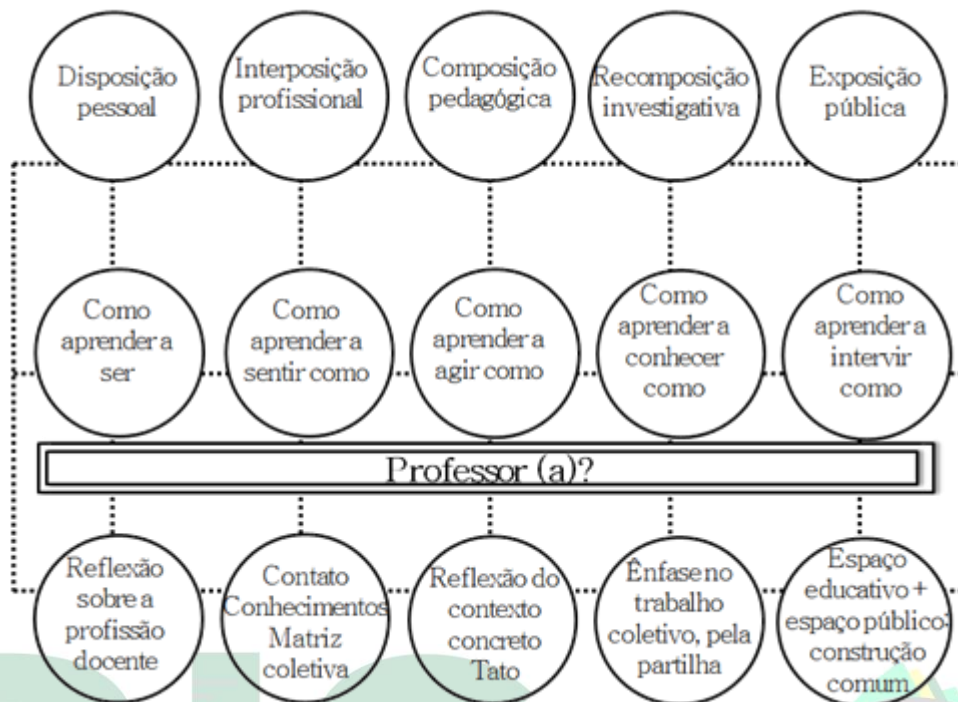 Disposição
pessoal
Interposição
profissional
Composição
pedagógica
Recomposição
investigativa
Exposição
pública
Como
aprender a
ser
Como
aprender a
sentir como
Como
aprender a
agir como
Como
aprender a
conhecer
como
Como
aprender a
intervir
como
Professor (a)?
Reflexão
sobre a
profissão
docente
Contato
Conhecimentos
Matriz
coletiva
Reflexão do
contexto
concreto
Tato
Ênfase no
trabalho
coletivo, pela
partilha
Espaço
educativo +
espaço público:
construção
comum